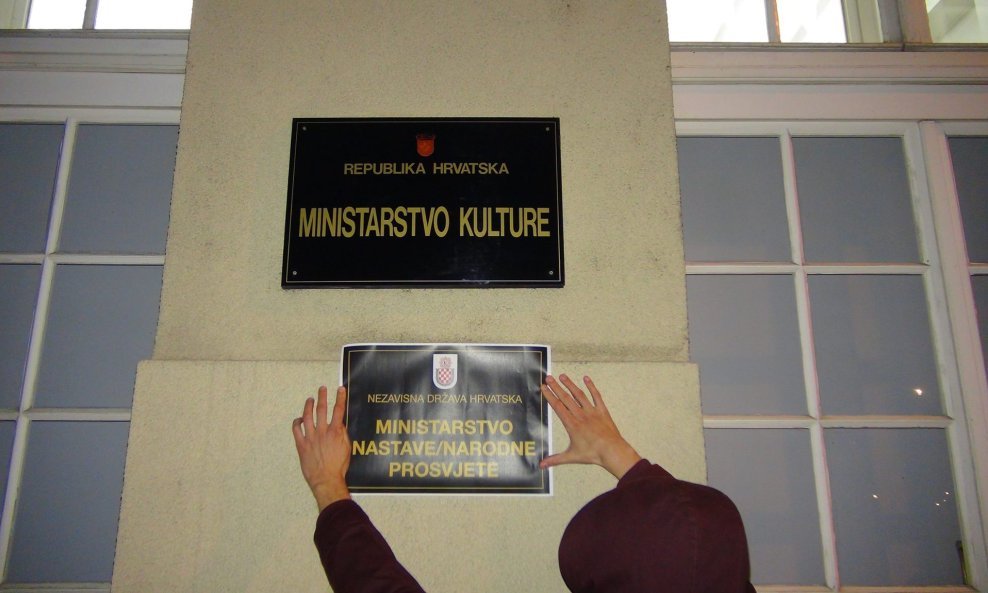 REPUBLIKA HRVATSKA
MINISTARSTVO KULTURE
NEZAVISNA DRŽAVA HRVATSKA
MINISTARSTVO
NASTAVE/NARODNE
PROSVJETE